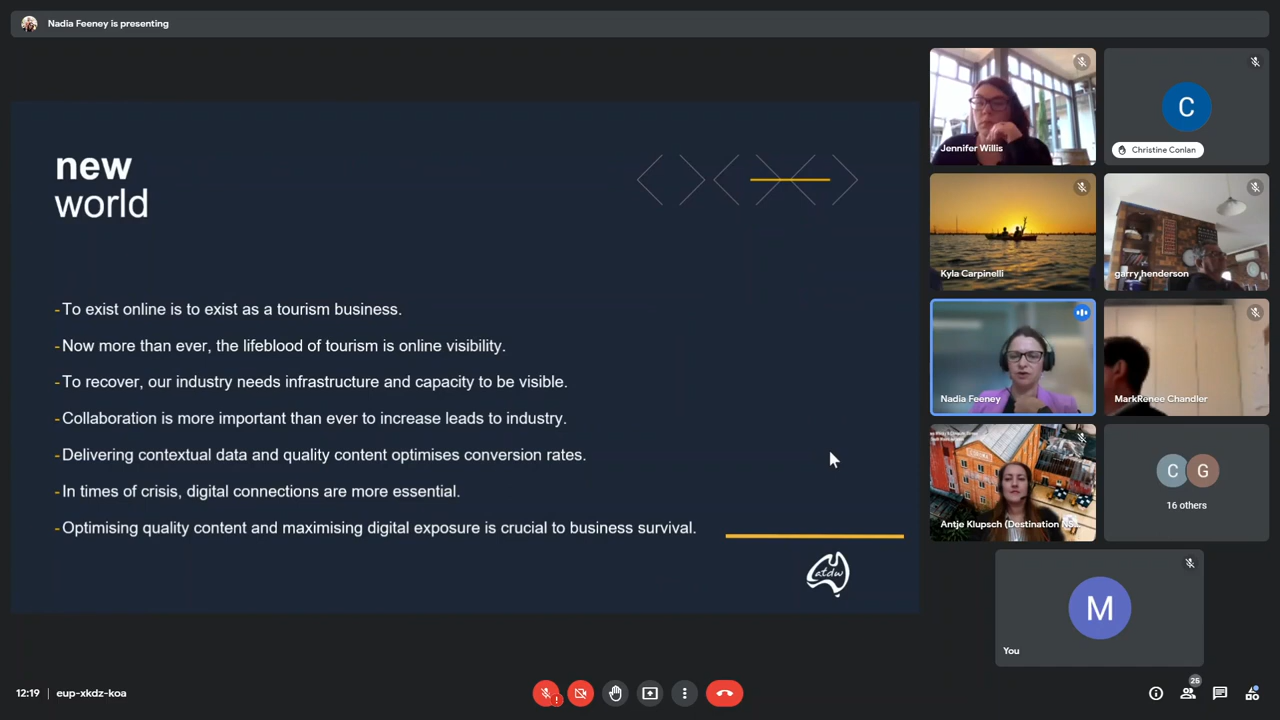 Nadia Feeney is presenting
new
world
-To exist online is to exist as a tourism business.
-Now more than ever, the lifeblood of tourism is online visibility.
-To recover, our industry needs infrastructure and capacity to be visible.
-Collaboration is more important than ever to increase leads to industry.
-Delivering contextual data and quality content optimises conversion rates.
-In times of crisis, digital connections are more essential.
-Optimising quality content and maximising digital exposure is crucial to business survival.
atdw
Jennifer Willis
C
Christine Conlan
Kyla Carpinelli
garry henderson
Nadia Feeney
MarkRenee Chandler
Antje Klupsch (Destination
C G
16 others
M
You
12:19 | eup-xkdz-koa
25